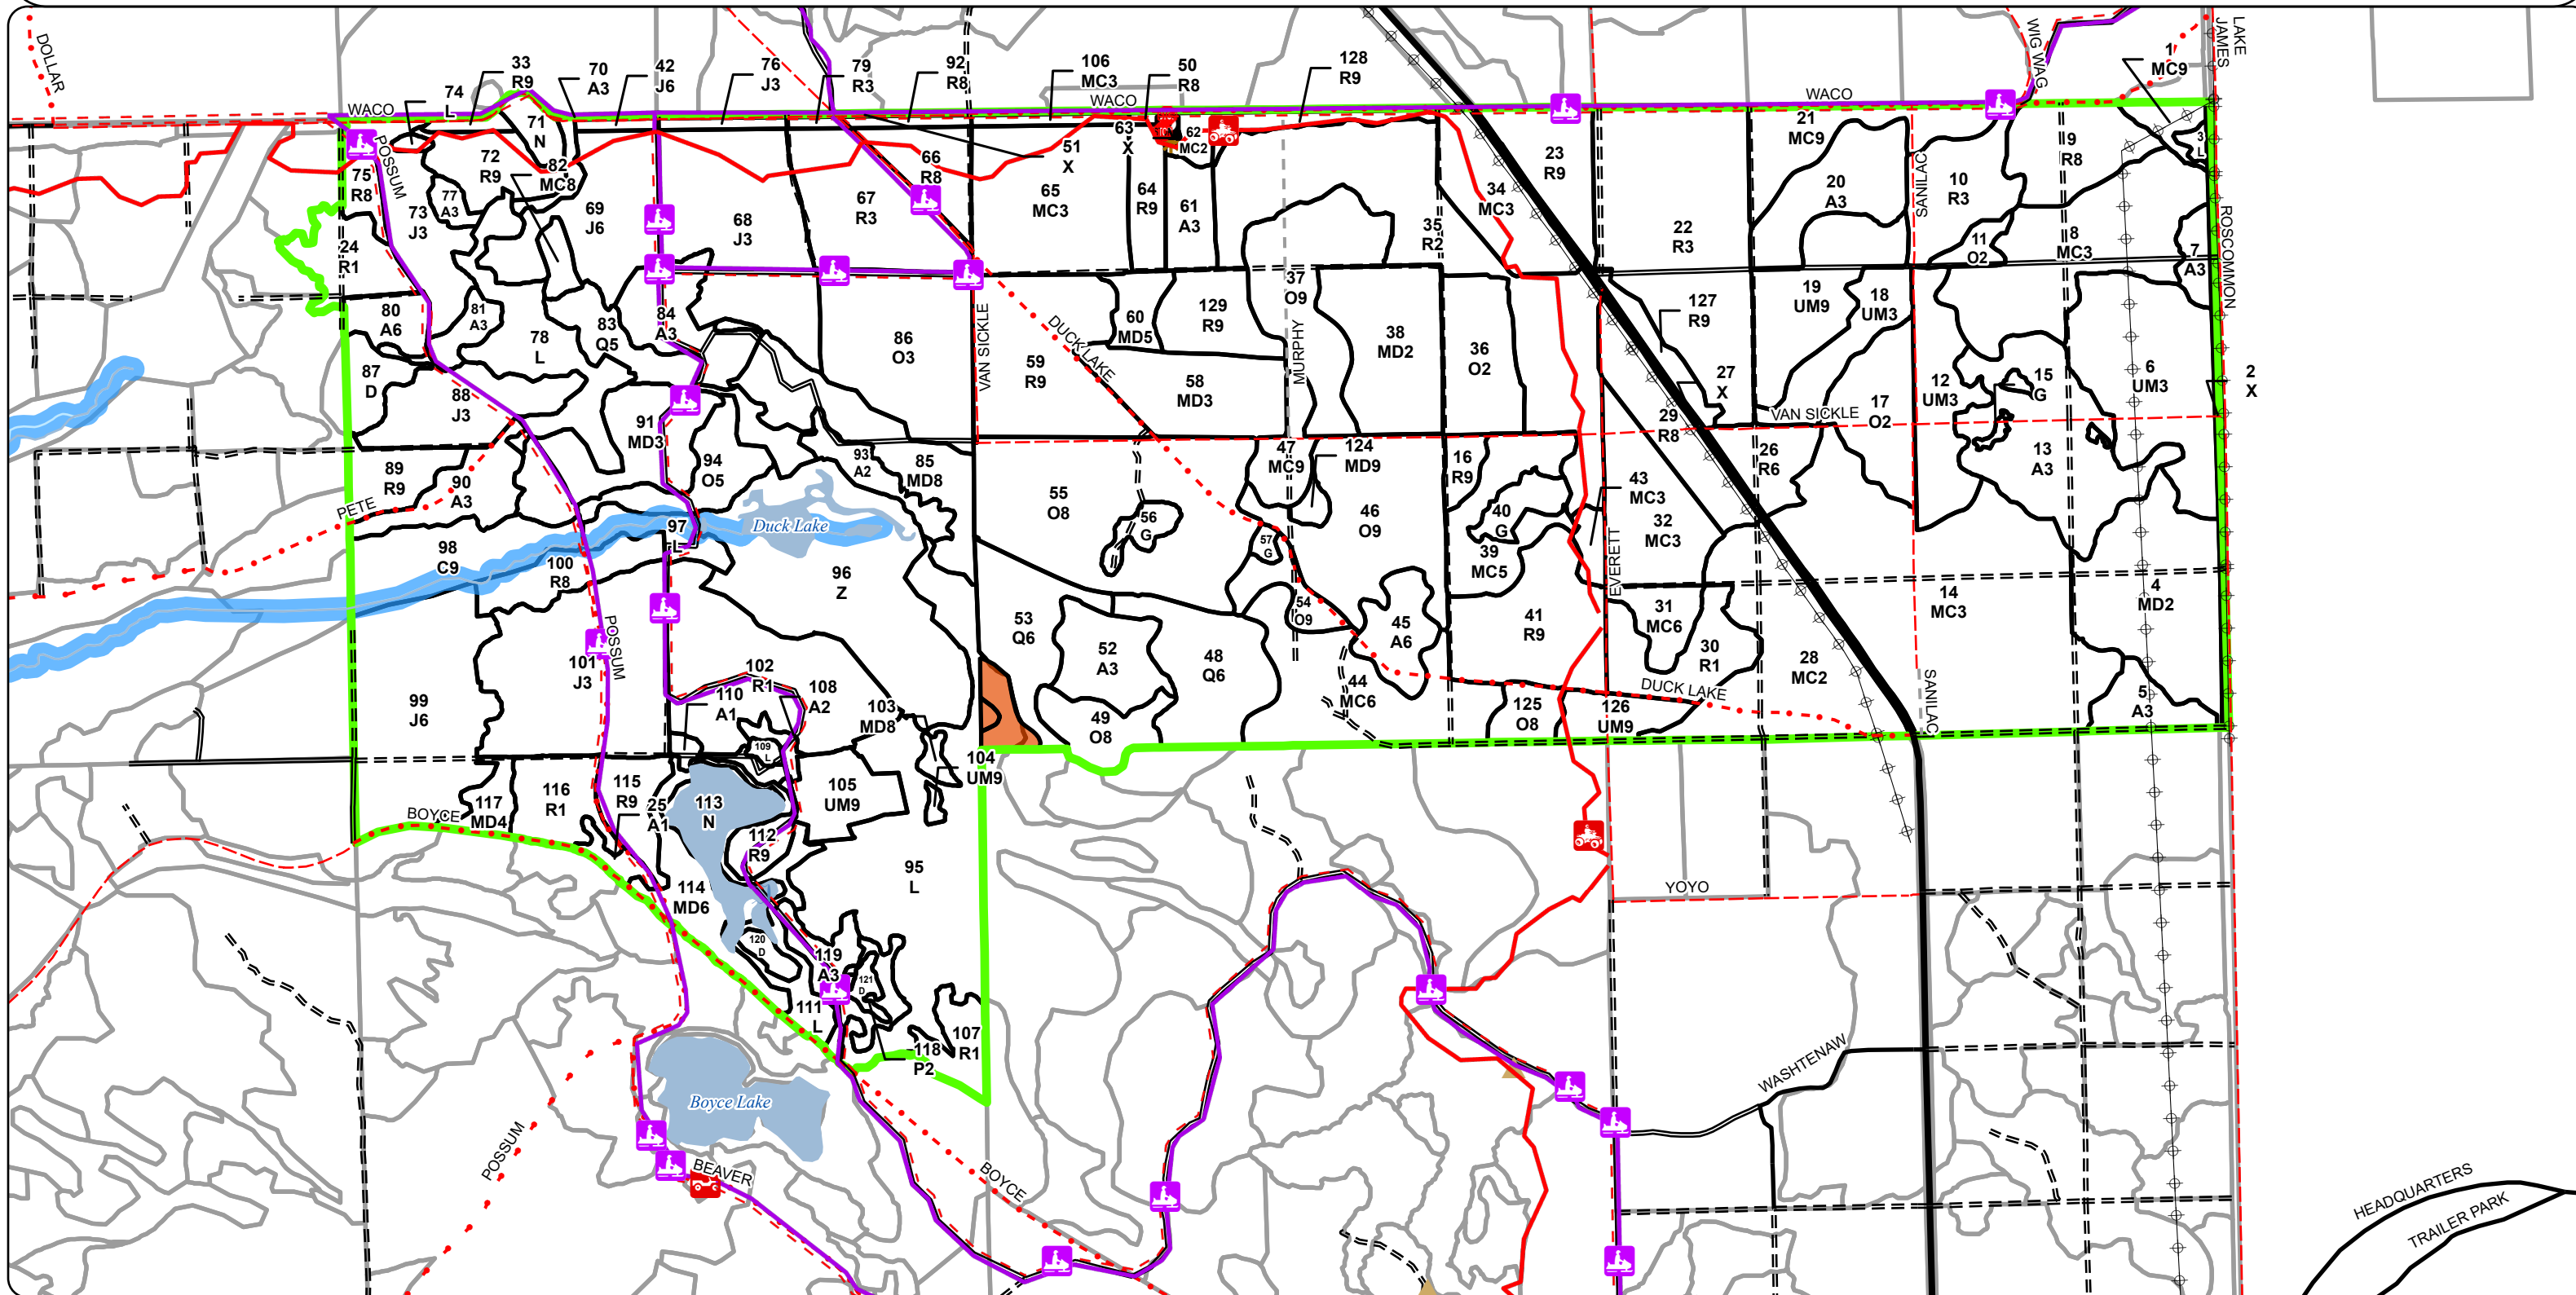 DOLLAR
WACO
WACO
WACO
WIG WAG
LAKE
JAMES
33
R9
70
A3
42
J6
76
J3
79
R3
92
R8
106
MC3
50
R8
128
R9
1
MC9
74
L
71
N
72
R9
82
MC8
75
R8
POSSUM
77
A3
73
J3
69
J6
68
J3
67
R3
66
R8
51
X
65
MC3
63
X
62
MC2
64
R9
61
A3
35
R2
34
MC3
23
R9
21
MC9
20
A3
22
R3
SANILAC
10
R3
9
R8
3
L
11
O2
8
MC3
7
A3
ROSCOMMON
24
R1
80
A6
81
A3
78
L
83
Q5
84
A3
86
O3
VAN SICKLE
DUCK LAKE
59
R9
60
MD5
129
R9
37
O9
MURPHY
58
MD3
38
MD2
36
O2
127
R9
19
UM9
18
UM3
27
X
29
R8
VAN SICKLE
17
O2
12
UM3
15
G
6
UM3
2
X
87
D
88
J3
91
MD3
94
O5
93
A2
85
MD8
89
R9
90
A3
PETE
Duck Lake
55
O8
56
G
47
MC9
124
MD9
46
O9
57
G
16
R9
40
G
39
MC5
43
MC3
32
MC3
26
R6
13
A3
EVERETT
98
C9
100
R8
97
L
96
Z
53
Q6
52
A3
48
Q6
54
O9
45
A6
44
MC6
41
R9
31
MC6
30
R1
28
MC2
14
MC3
4
MD2
5
A3
DUCK LAKE
SANILAC
99
J6
101
J3
POSSUM
102
R1
110
A1
108
A2
103
MD8
109
L
49
O8
125
O8
126
UM9
104
UM9
105
UM9
BOYCE
117
MD4
116
R1
115
R9
25
A1
113
N
112
R9
114
MD6
95
L
120
D
119
A3
121
D
111
L
118
P2
107
R1
YOYO
WASHTENAW
Boyce Lake
POSSUM
BEAVER
BOYCE
HEADQUARTERS
TRAILER PARK